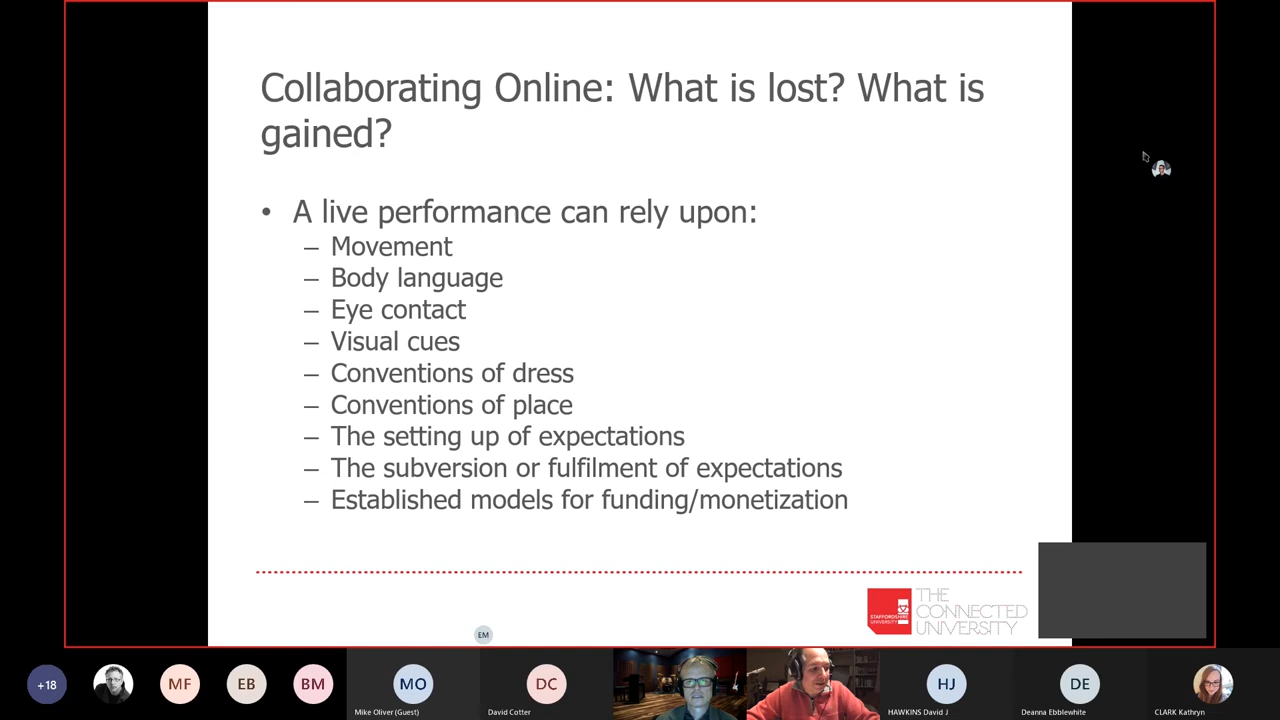 Collaborating Online: What is lost? What is
gained?
• A live performance can rely upon:
– Movement
– Body language
– Eye contact
– Visual cues
– Conventions of dress
– Conventions of place
– The setting up of expectations
– The subversion or fulfilment of expectations
– Established models for funding/monetization
STAFFORDSHIRE
UNIVERSITY
THE
CONNECTED
UNIVERSITY
EM
+18
MF
EB
BM
MO
DC
HJ
DE
Mike Oliver (Guest)
David Cotter
HAWKINS David J
Deanna Ebblewhite
CLARK Kathryn